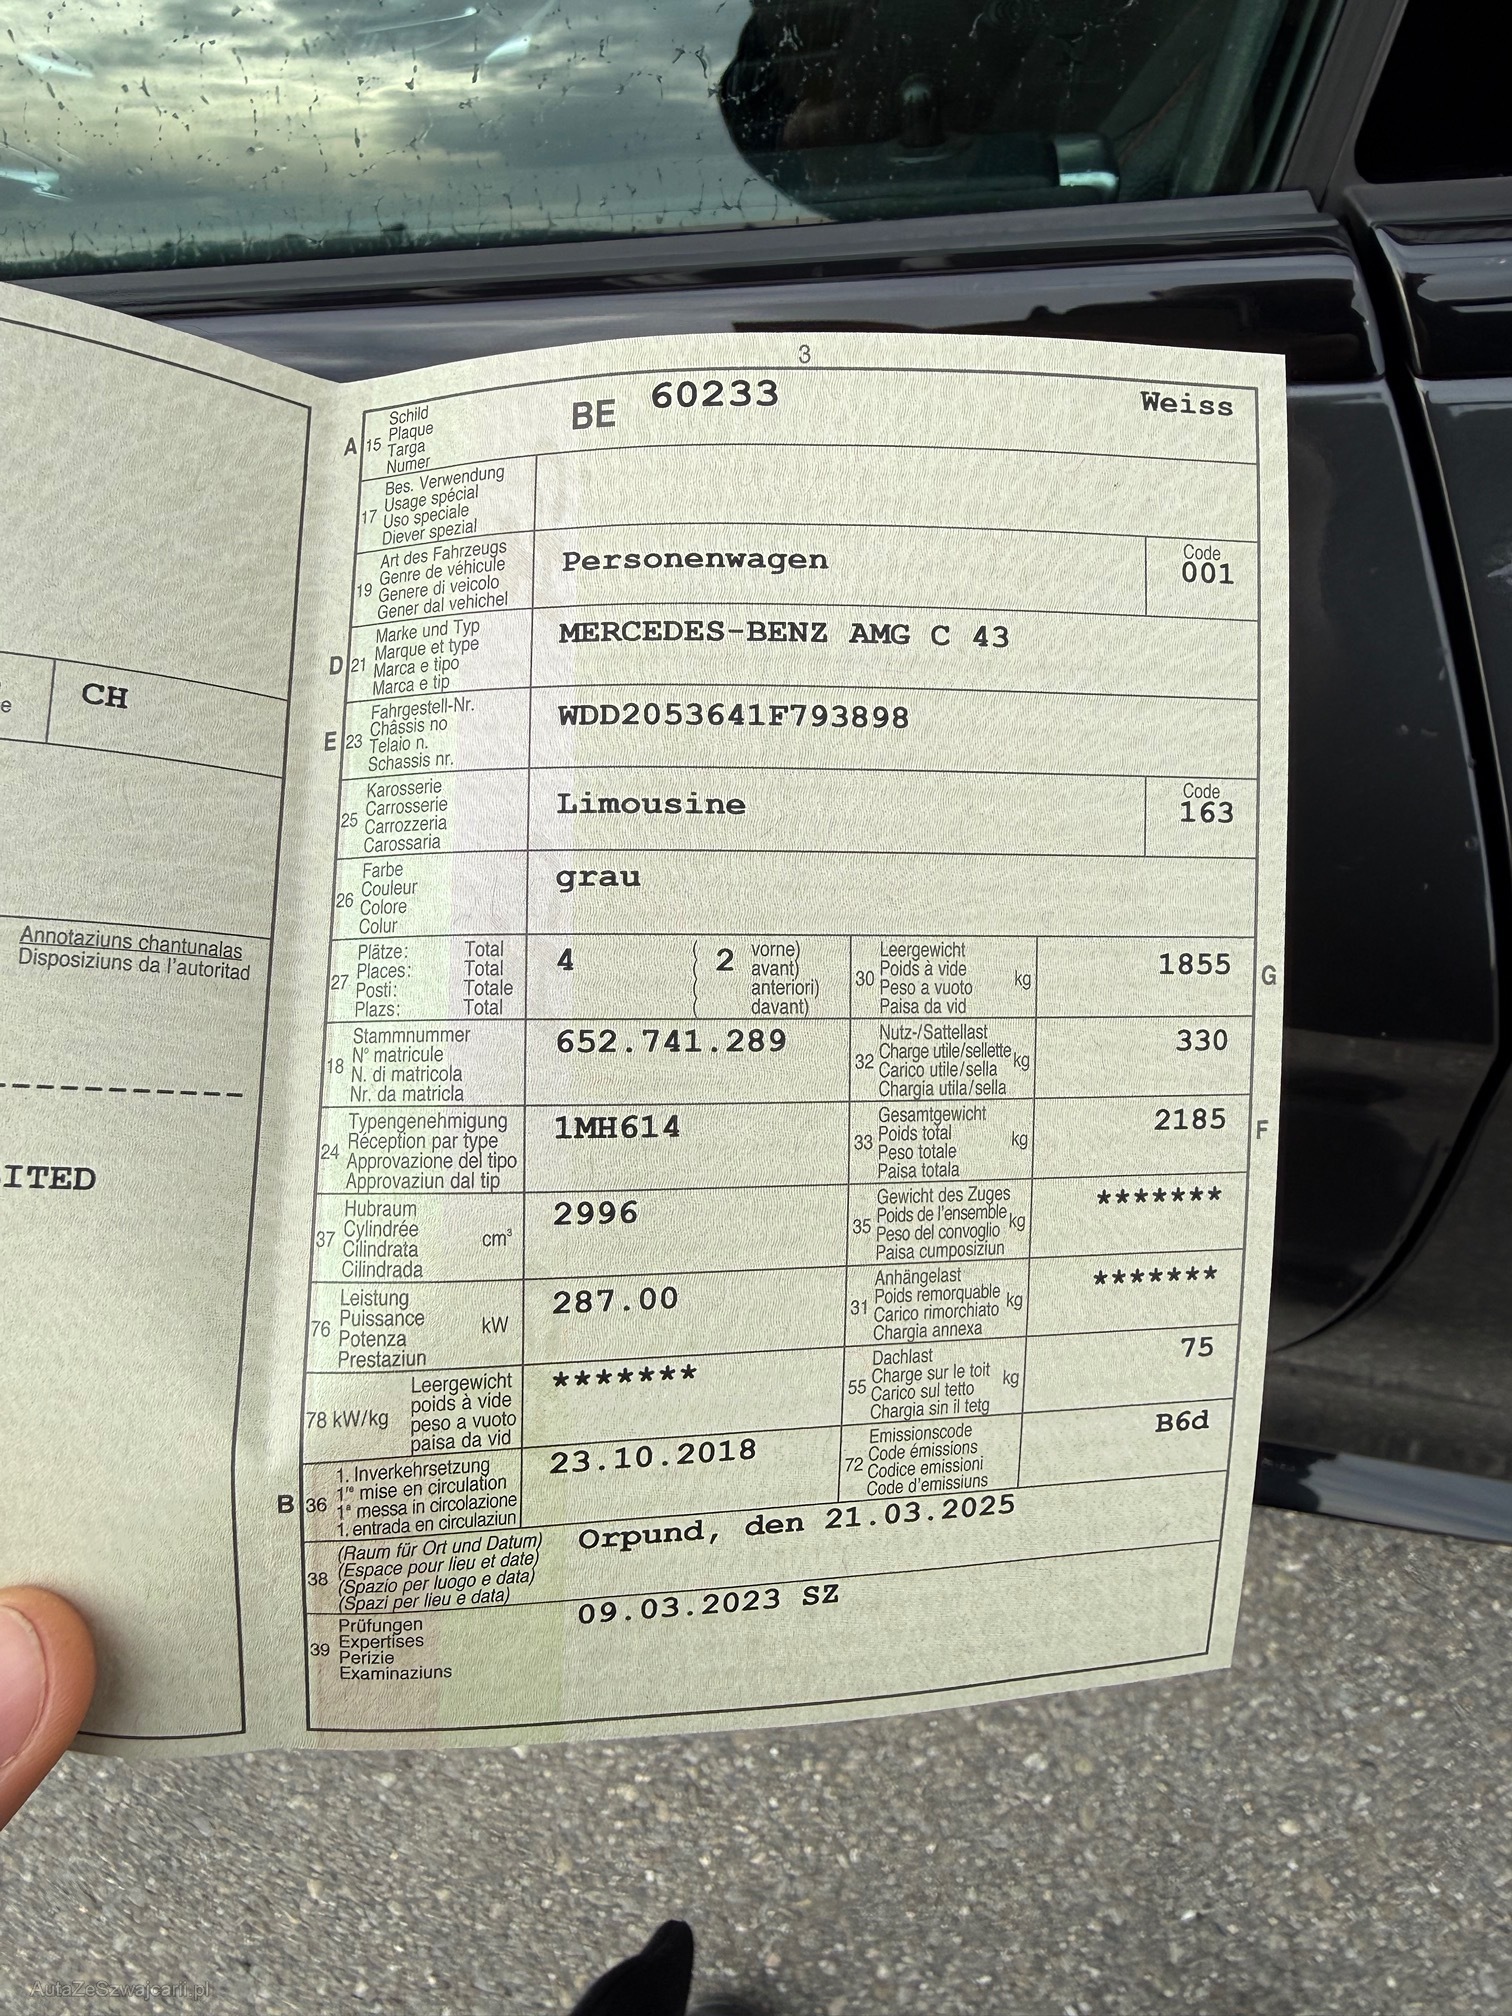 3
A 15 Schild
Plaque
Targa
Numer
BE 60233 Weiss
17 Bes. Verwendung
Usage spécial
Uso speciale
Diever spezial
19 Art des Fahrzeugs
Genre de véhicule
Genere di veicolo
Gener dal vehichel
Personenwagen
Code
001
D 21 Marke und Typ
Marque et type
Marca e tipo
Marca e tip
MERCEDES-BENZ AMG C 43
E 23 Fahrgestell-Nr.
Châssis no
Telaio n.
Schassis nr.
WDD2053641F793898
25 Karosserie
Carrosserie
Carrozzeria
Carossaria
Limousine
Code
163
26 Farbe
Couleur
Colore
Colur
grau
27 Plätze: Total
Places: Total
Posti: Totale
Plazs: Total
4 ( 2 vorne)
( avant)
( anteriori)
( davant)
30 Leergewicht
Poids à vide
Peso a vuoto
Paisa da vid
kg
1855 G
18 Stammnummer
N° matricule
N. di matricola
Nr. da matricla
652.741.289
32 Nutz-/Sattellast
Charge utile/sellette
Carico utile/sella
Chargia utila/sella
kg
330
24 Typengenehmigung
Réception par type
Approvazione del tipo
Approvaziun dal tip
1MH614
33 Gesamtgewicht
Poids total
Peso totale
Paisa totala
kg
2185 F
37 Hubraum
Cylindrée
Cilindrata
Cilindrada
cm³
2996
35 Gewicht des Zuges
Poids de l'ensemble
Peso del convoglio
Paisa cumposiziun
kg
*******
76 Leistung
Puissance
Potenza
Prestaziun
kW
287.00
31 Anhängelast
Poids remorquable
Carico rimorchiato
Chargia annexa
kg
*******
78 kW/kg Leergewicht
poids à vide
peso a vuoto
paisa da vid
*******
55 Dachlast
Charge sur le toit
Carico sul tetto
Chargia sin il tetg
kg
75
B 36 1. Inverkehrsetzung
1re mise en circulation
1a messa in circolazione
1. entrada en circulaziun
23.10.2018
72 Emissionscode
Code émissions
Codice emissioni
Code d'emissiuns
B6d
38 (Raum für Ort und Datum)
(Espace pour lieu et date)
(Spazio per luogo e data)
(Spazi per lieu e data)
Orpund, den 21.03.2025
39 Prüfungen
Expertises
Perizie
Examinaziuns
09.03.2023 SZ
e CH
Annotaziuns chantunalas
Disposiziuns da l'autoritad
ITED
AutaZeSzwajcarii.pl